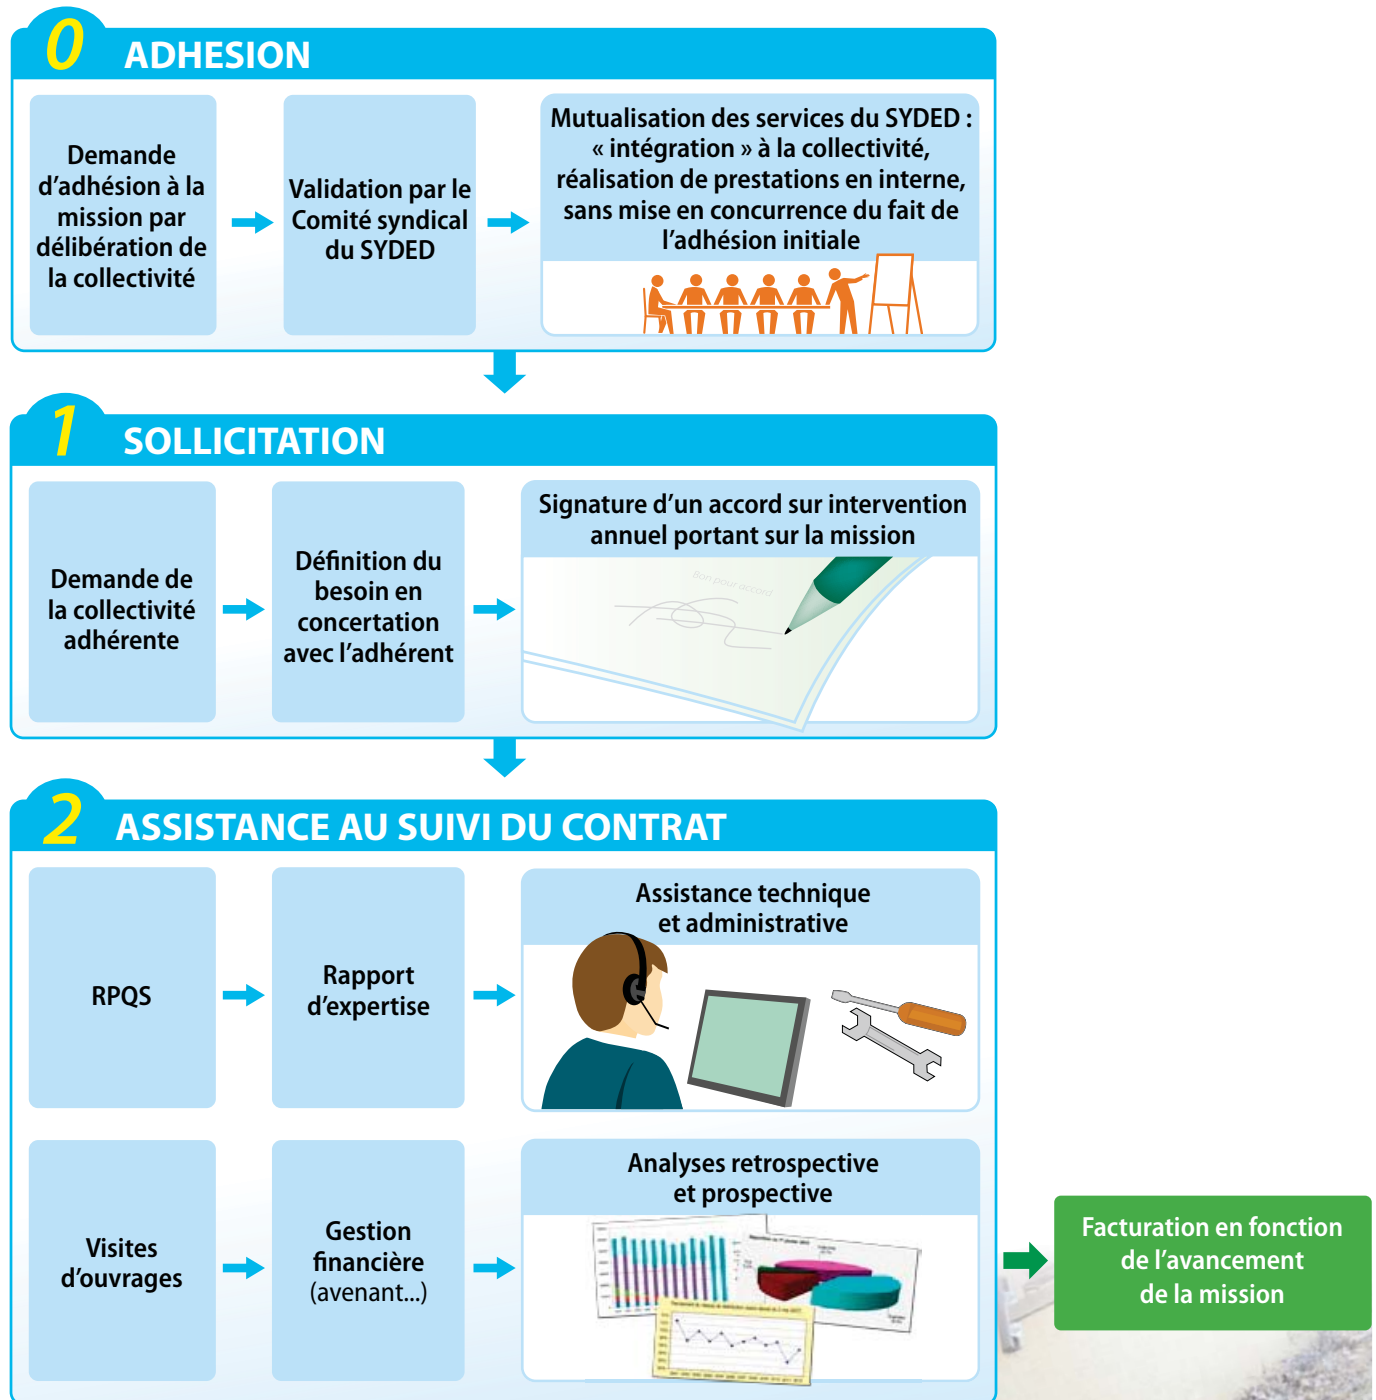 0 ADHESION
Demande
d'adhésion à la
mission par
délibération de
la collectivité
Validation par le
Comité syndical
du SYDED
Mutualisation des services du SYDED :
« intégration » à la collectivité,
réalisation de prestations en interne,
sans mise en concurrence du fait de
l'adhésion initiale
1 SOLLICITATION
Demande de
la collectivité
adhérente
Définition du
besoin en
concertation
avec l'adhérent
Signature d'un accord sur intervention
annuel portant sur la mission
Bon pour accord
2 ASSISTANCE AU SUIVI DU CONTRAT
RPQS
Rapport
d'expertise
Assistance technique
et administrative
Visites
d'ouvrages
Gestion
financière
(avenant...)
Analyses retrospective
et prospective
Facturation en fonction
de l'avancement
de la mission